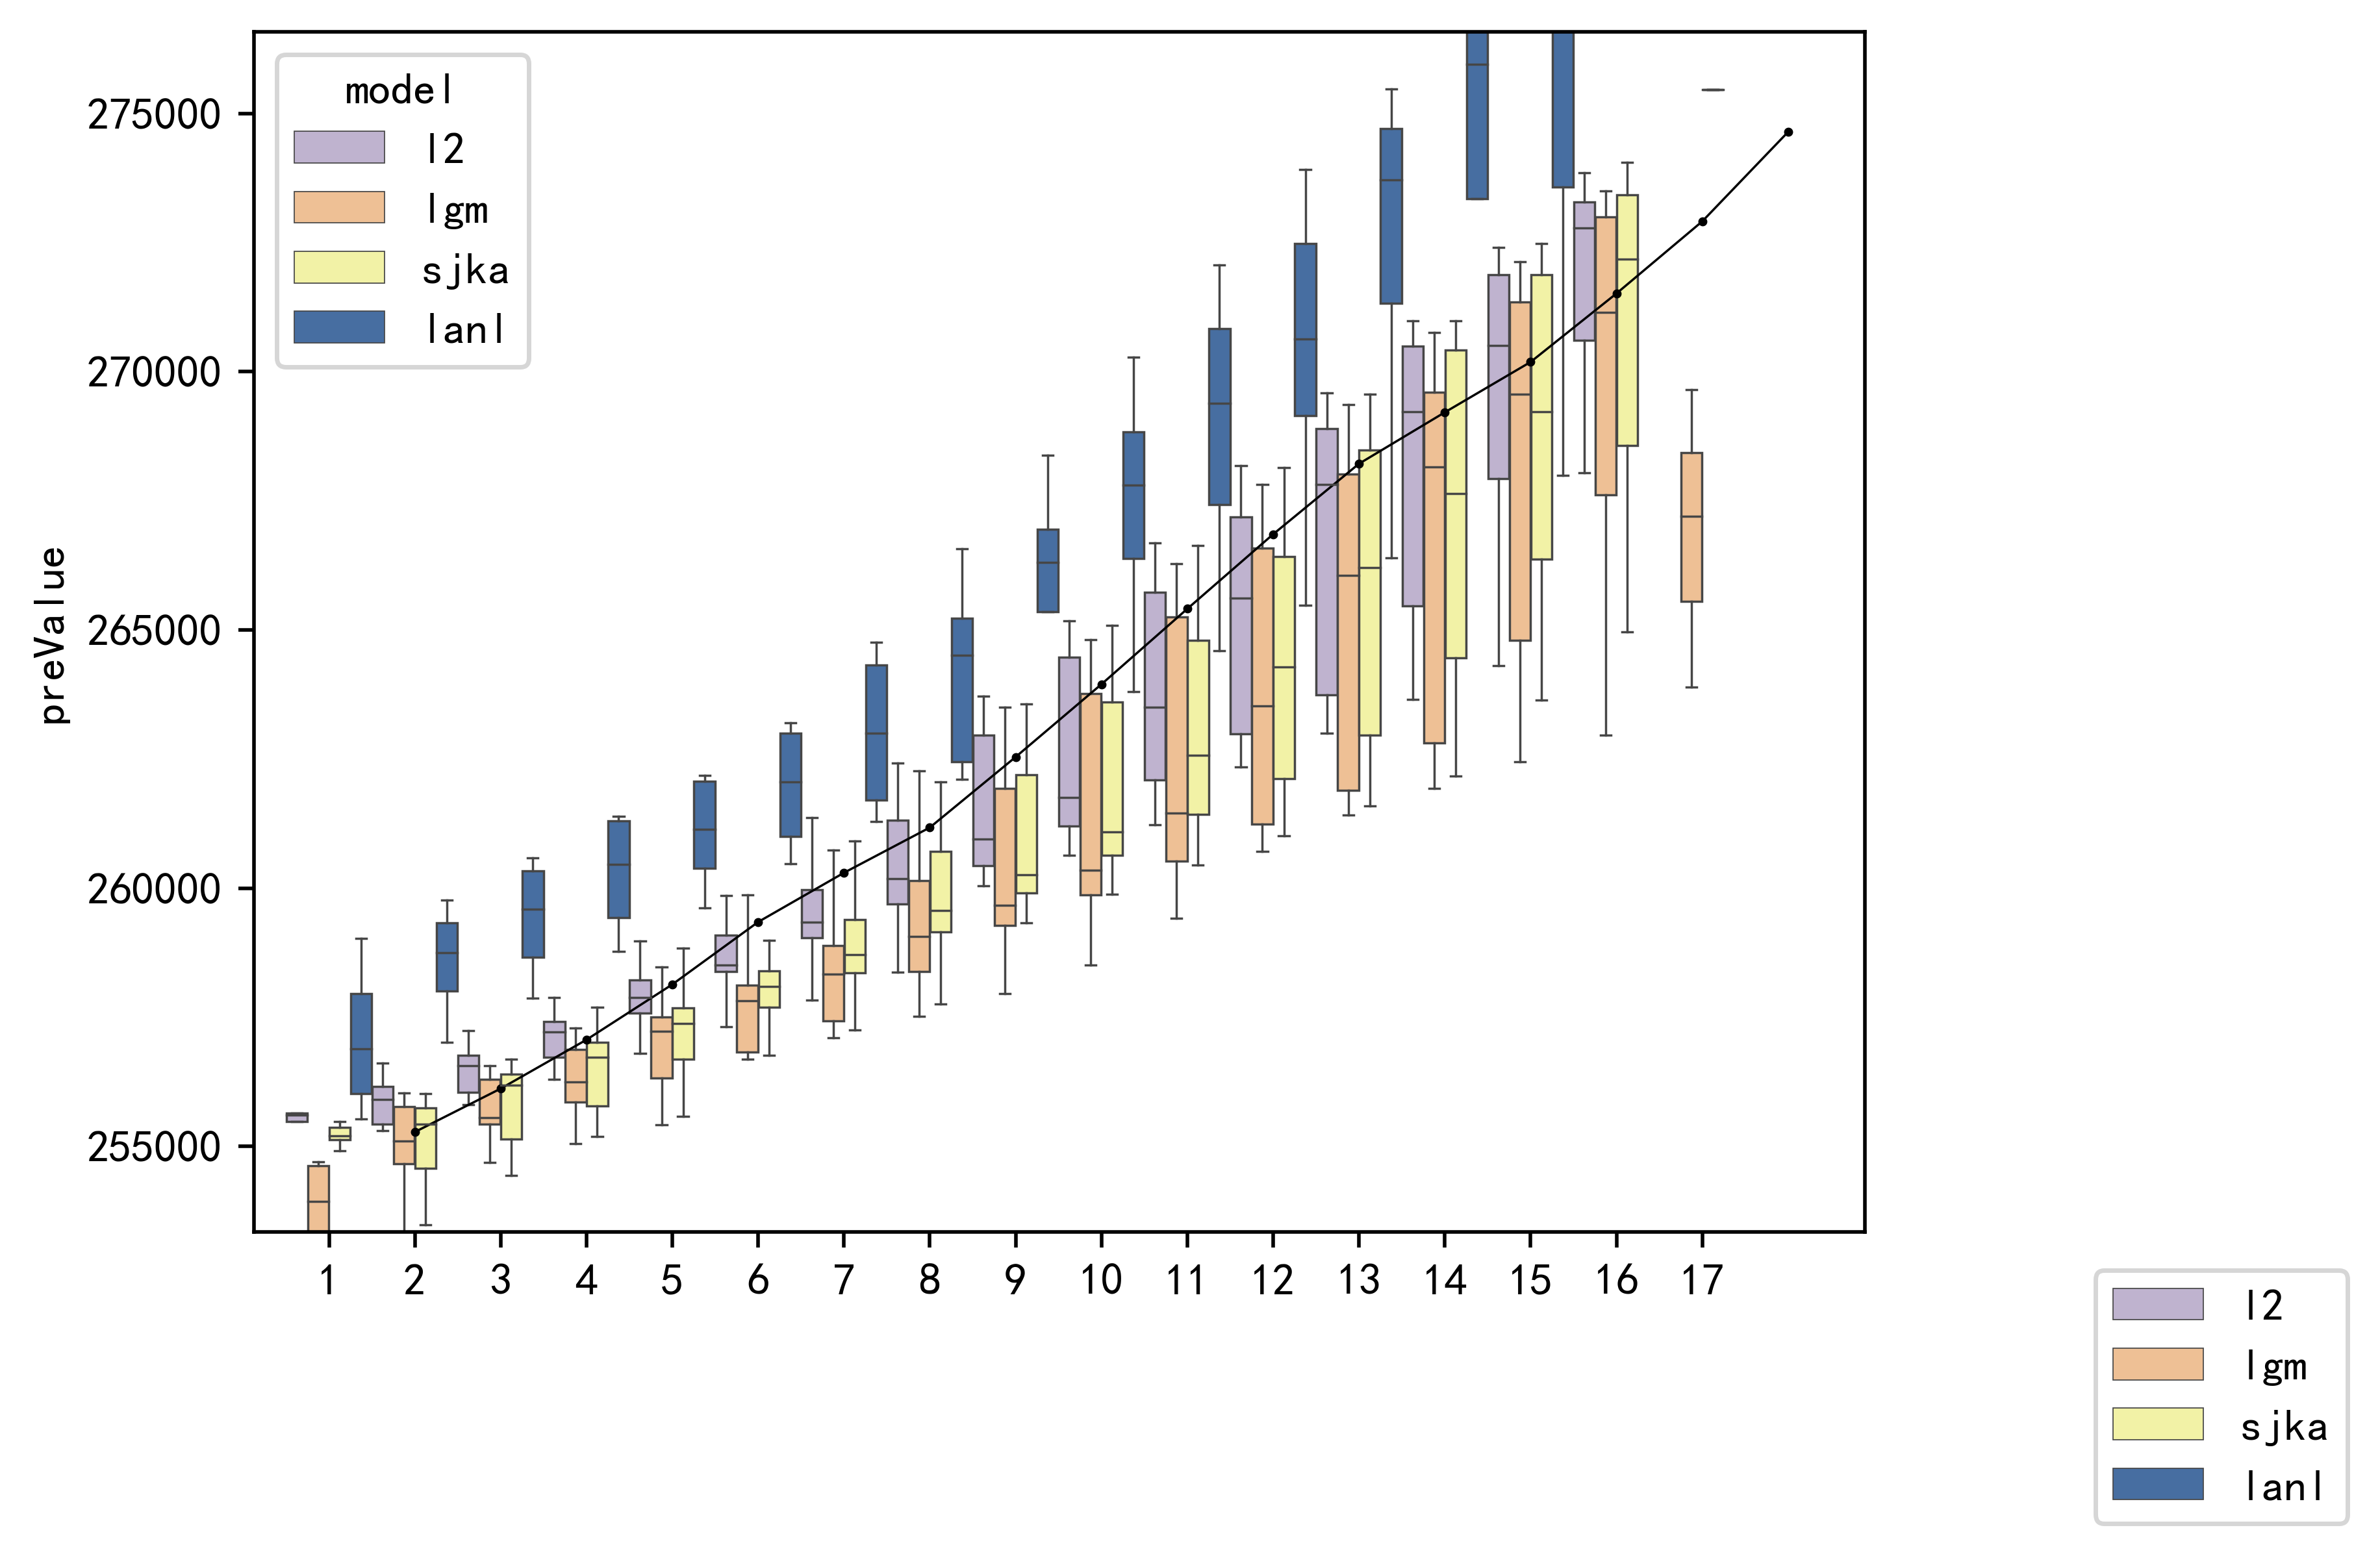 model
l2
lgm
sjka
lanl
275000
270000
265000
260000
255000
preValue
1 2 3 4 5 6 7 8 9 10 11 12 13 14 15 16 17
l2
lgm
sjka
lanl